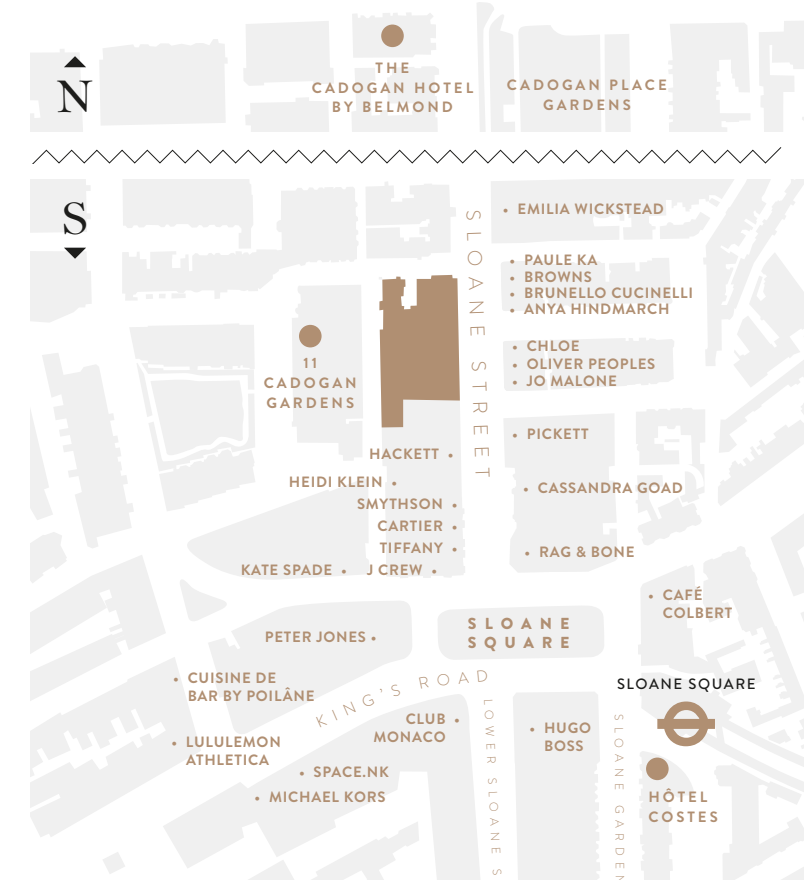 N
THE
CADOGAN HOTEL
BY BELMOND
CADOGAN PLACE
GARDENS
S
SLOANE STREET
• EMILIA WICKSTEAD
• PAULE KA
• BROWNS
• BRUNELLO CUCINELLI
• ANYA HINDMARCH
• CHLOE
• OLIVER PEOPLES
• JO MALONE
11
CADOGAN
GARDENS
• PICKETT
HACKETT •
HEIDI KLEIN •
• CASSANDRA GOAD
SMYTHSON •
CARTIER •
TIFFANY •
• RAG & BONE
KATE SPADE •
J CREW •
• CAFÉ
COLBERT
PETER JONES •
SLOANE
SQUARE
• CUISINE DE
BAR BY POILÂNE
KING'S ROAD
SLOANE SQUARE
CLUB •
MONACO
LOWER SLOANE S
• HUGO
BOSS
SLOANE GARDEN
• LULULEMON
ATHLETICA
• SPACE.NK
• MICHAEL KORS
HÔTEL
COSTES